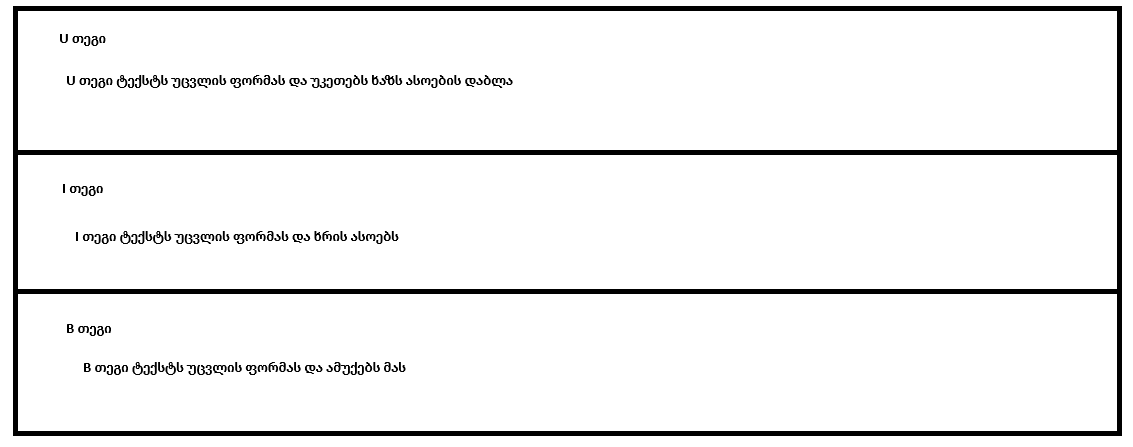 U თეგი
U თეგი ტექსტს უცვლის ფორმას და უკეთებს ხაზს ასოების დაბლა
I თეგი
I თეგი ტექსტს უცვლის ფორმას და ხრის ასოებს
B თეგი
B თეგი ტექსტს უცვლის ფორმას და ამუქებს მას